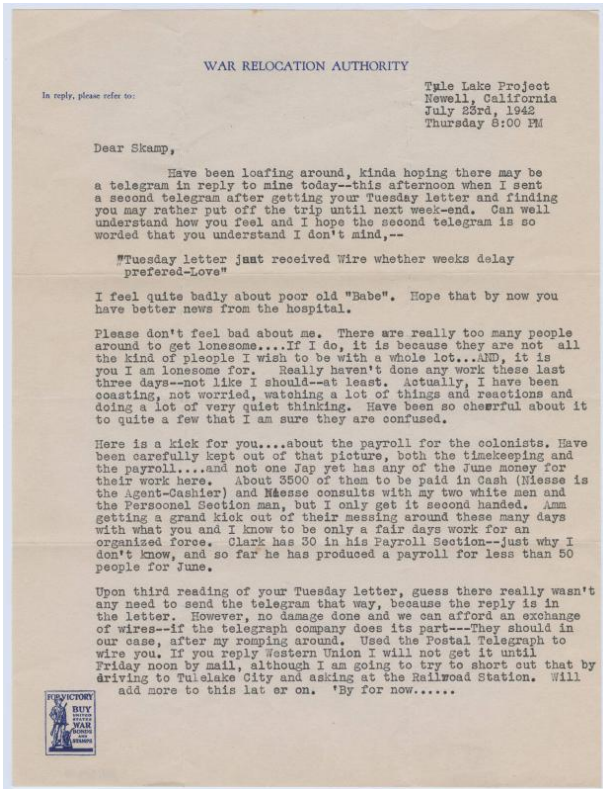 WAR RELOCATION AUTHORITY
In reply, please refer to:
Tule Lake Project
Newell, California
July 23rd, 1942
Thursday 8:00 PM
Dear Skamp,
Have been loafing around, kinda hoping there may be
a telegram in reply to mine today--this afternoon when I sent
a second telegram after getting your Tuesday letter and finding
you may rather put off the trip until next week-end. Can well
understand how you feel and I hope the second telegram is so
worded that you understand I don't mind,--
"Tuesday letter just received Wire whether weeks delay
prefered-Love"
I feel quite badly about poor old "Babe". Hope that by now you
have better news from the hospital.
Please don't feel bad about me. There are really too many people
around to get lonesome....If I do, it is because they are not all
the kind of pleople I wish to be with a whole lot...AND, it is
you I am lonesome for. Really haven't done any work these last
three days--not like I should--at least. Actually, I have been
coasting, not worried, watching a lot of things and reactions and
doing a lot of very quiet thinking. Have been so cheerful about it
to quite a few that I am sure they are confused.
Here is a kick for you....about the payroll for the colonists. Have
been carefully kept out of that picture, both the timekeeping and
the payroll....and not one Jap yet has any of the June money for
their work here. About 3500 of them to be paid in Cash (Niesse is
the Agent-Cashier) and Niesse consults with my two white men and
the Persoonel Section man, but I only get it second handed. Amm
getting a grand kick out of their messing around these many days
with what you and I know to be only a fair days work for an
organized force. Clark has 30 in his Payroll Section--just why I
don't know, and so far he has produced a payroll for less than 50
people for June.
Upon third reading of your Tuesday letter, guess there really wasn't
any need to send the telegram that way, because the reply is in
the letter. However, no damage done and we can afford an exchange
of wires--if the telegraph company does its part---They should in
our case, after my romping around. Used the Postal Telegraph to
wire you. If you reply Western Union I will not get it until
Friday noon by mail, although I am going to try to short cut that by
driving to Tulelake City and asking at the Railroad Station. Will
add more to this lat er on. 'By for now......
FOR VICTORY
BUY
UNITED
STATES
WAR
BONDS
AND
STAMPS